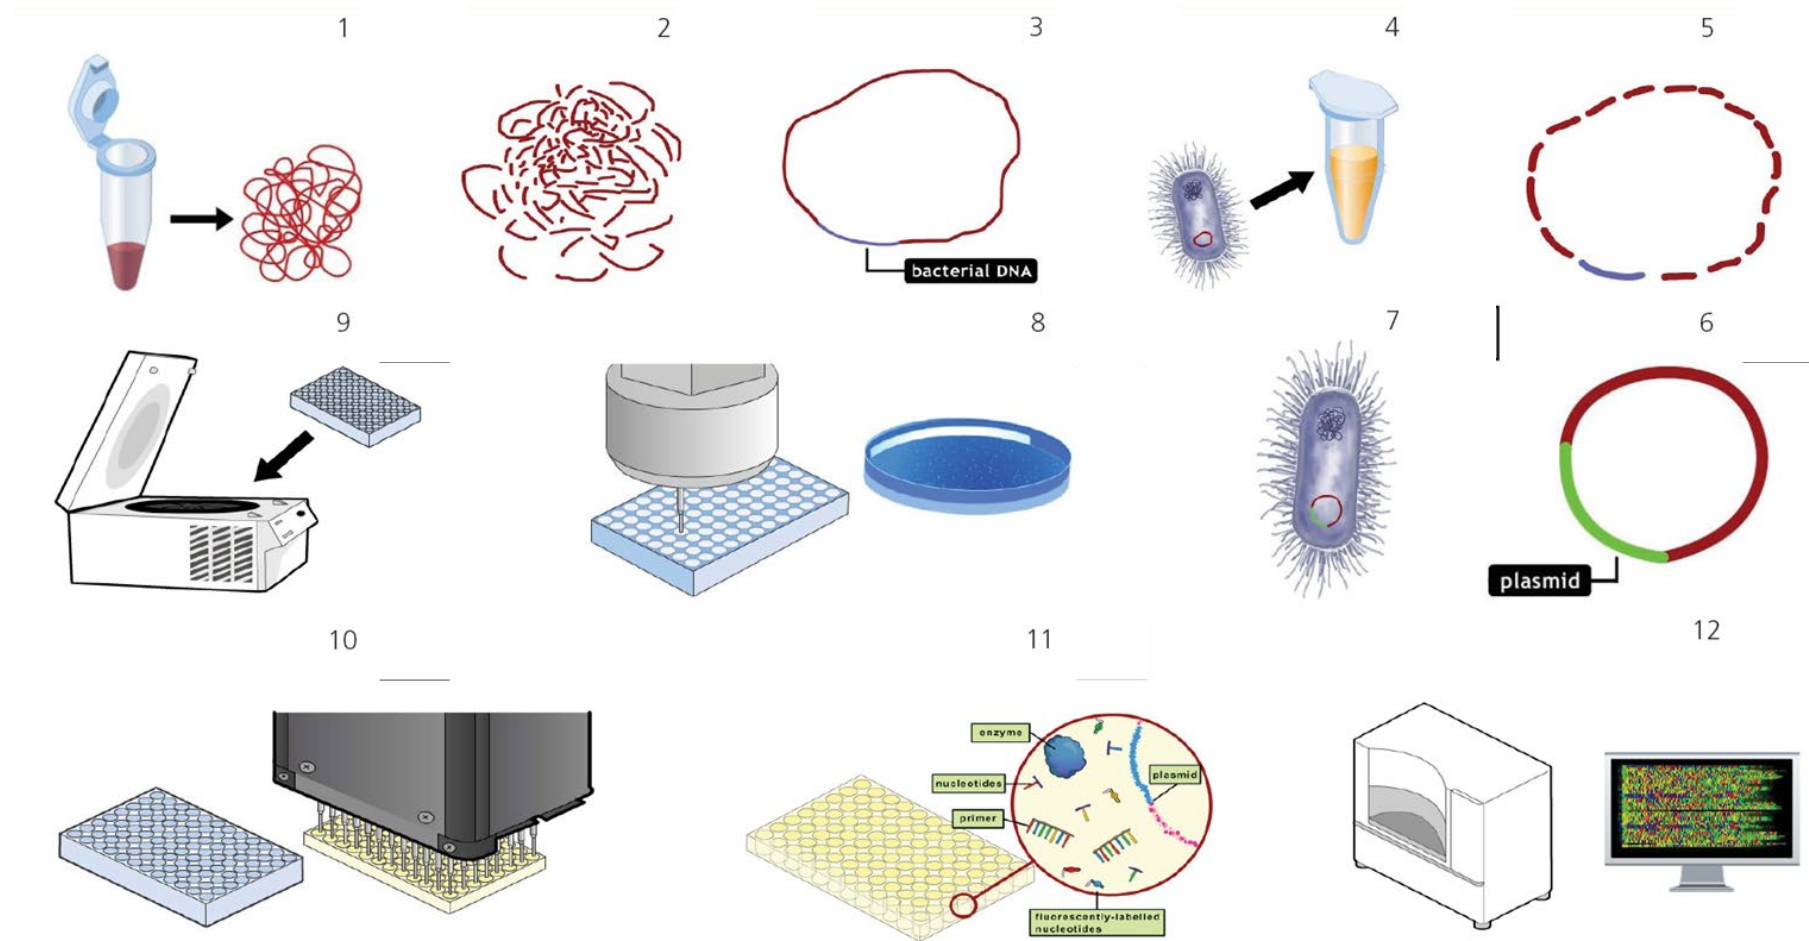 1
2
3
4
5
bacterial DNA
9
8
7
6
plasmid
10
11
12
enzyme
nucleotides
plasmid
primer
fluorescently-labelled
nucleotides